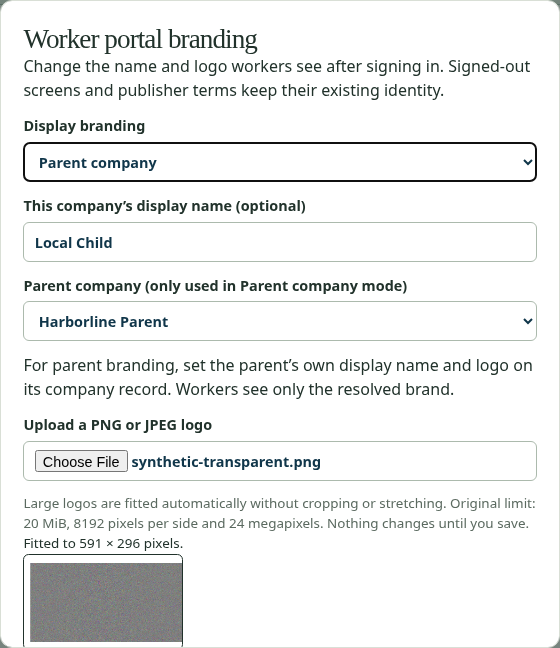 Worker portal branding
Change the name and logo workers see after signing in. Signed-out
screens and publisher terms keep their existing identity.
Display branding
Parent company
This company’s display name (optional)
Local Child
Parent company (only used in Parent company mode)
Harborline Parent
For parent branding, set the parent’s own display name and logo on
its company record. Workers see only the resolved brand.
Upload a PNG or JPEG logo
Choose File synthetic-transparent.png
Large logos are fitted automatically without cropping or stretching. Original limit:
20 MiB, 8192 pixels per side and 24 megapixels. Nothing changes until you save.
Fitted to 591 × 296 pixels.